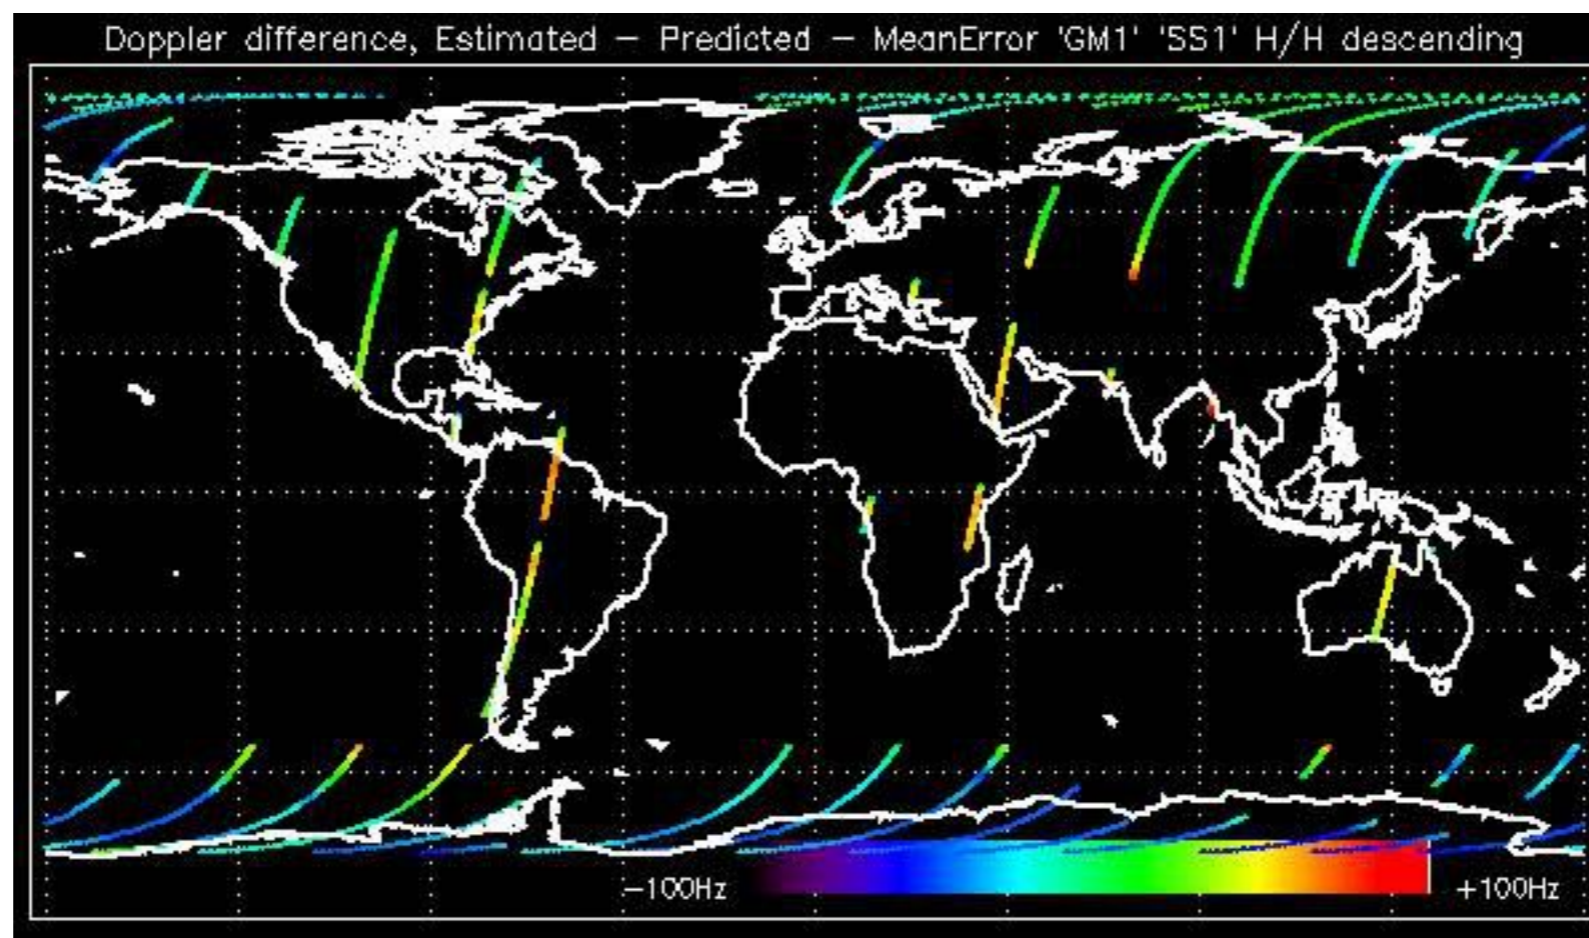 Doppler difference, Estimated – Predicted – MeanError 'GM1' 'SS1' H/H descending
–100Hz +100Hz